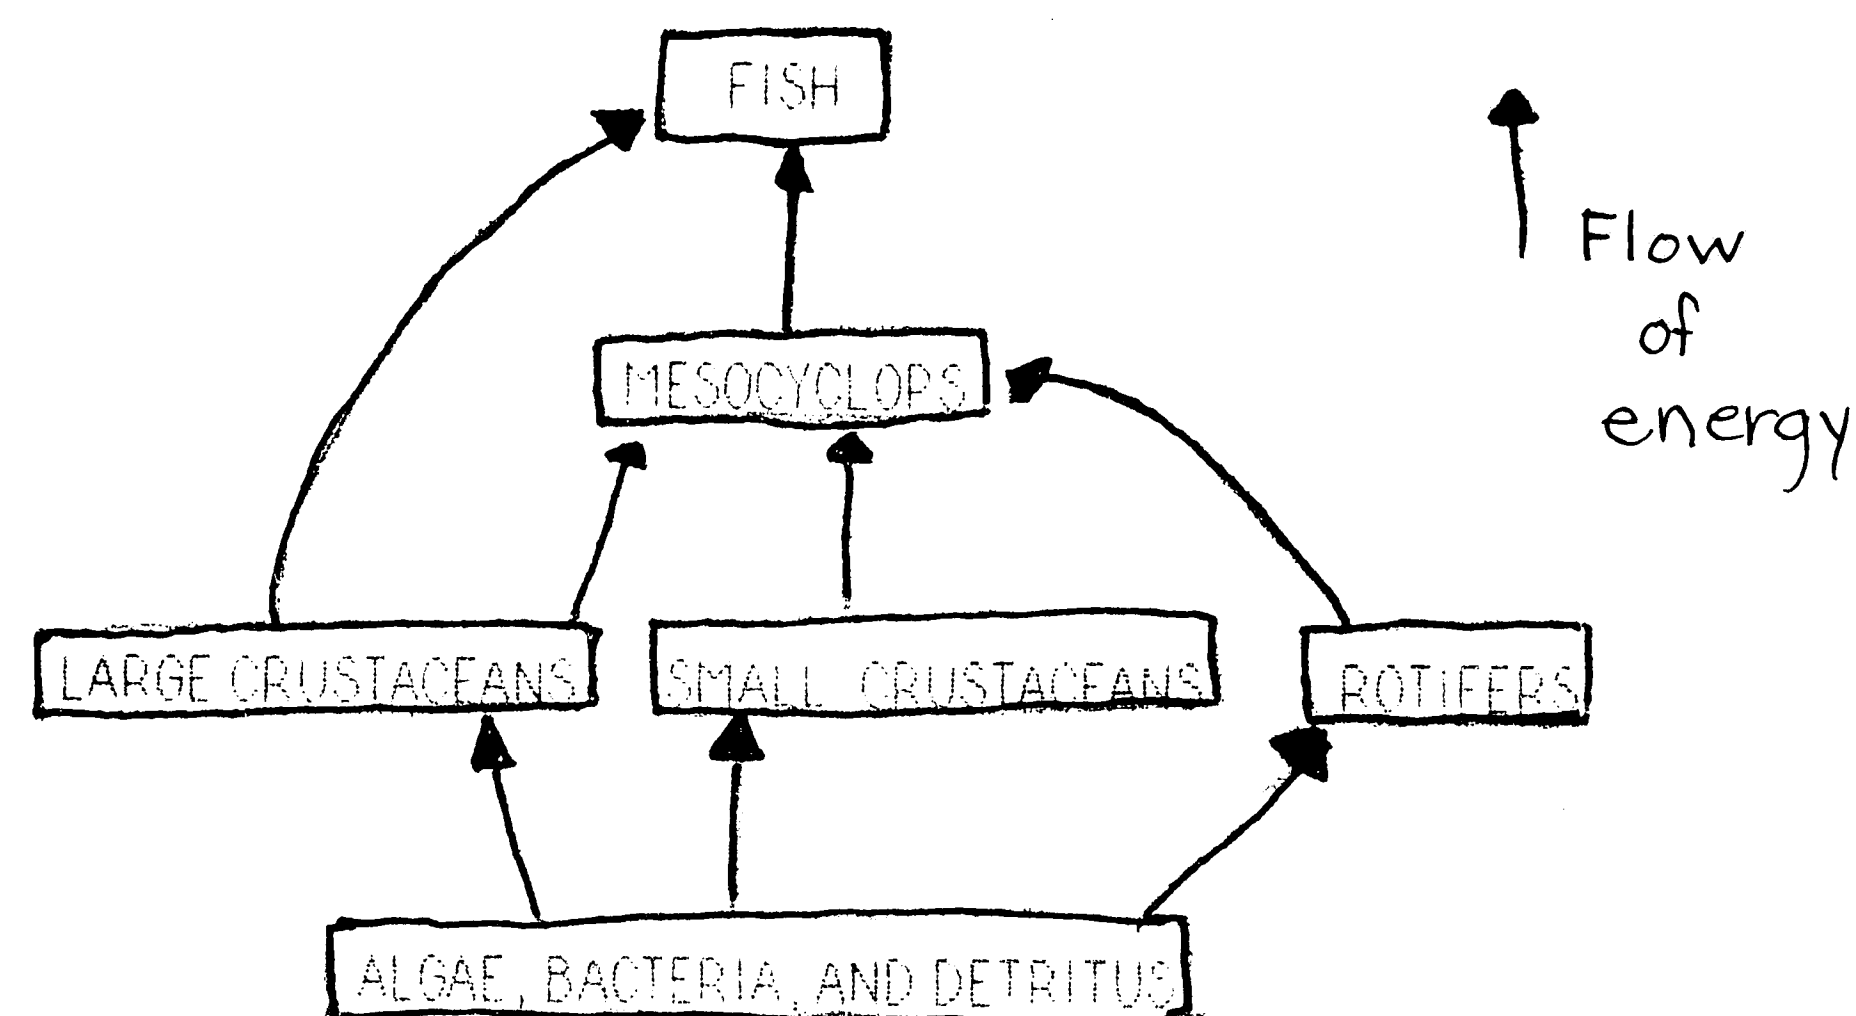 FISH
Flow
of
energy
MESOCYCLOPS
LARGE CRUSTACEANS
SMALL CRUSTACEANS
ROTIFERS
ALGAE, BACTERIA, AND DETRITUS